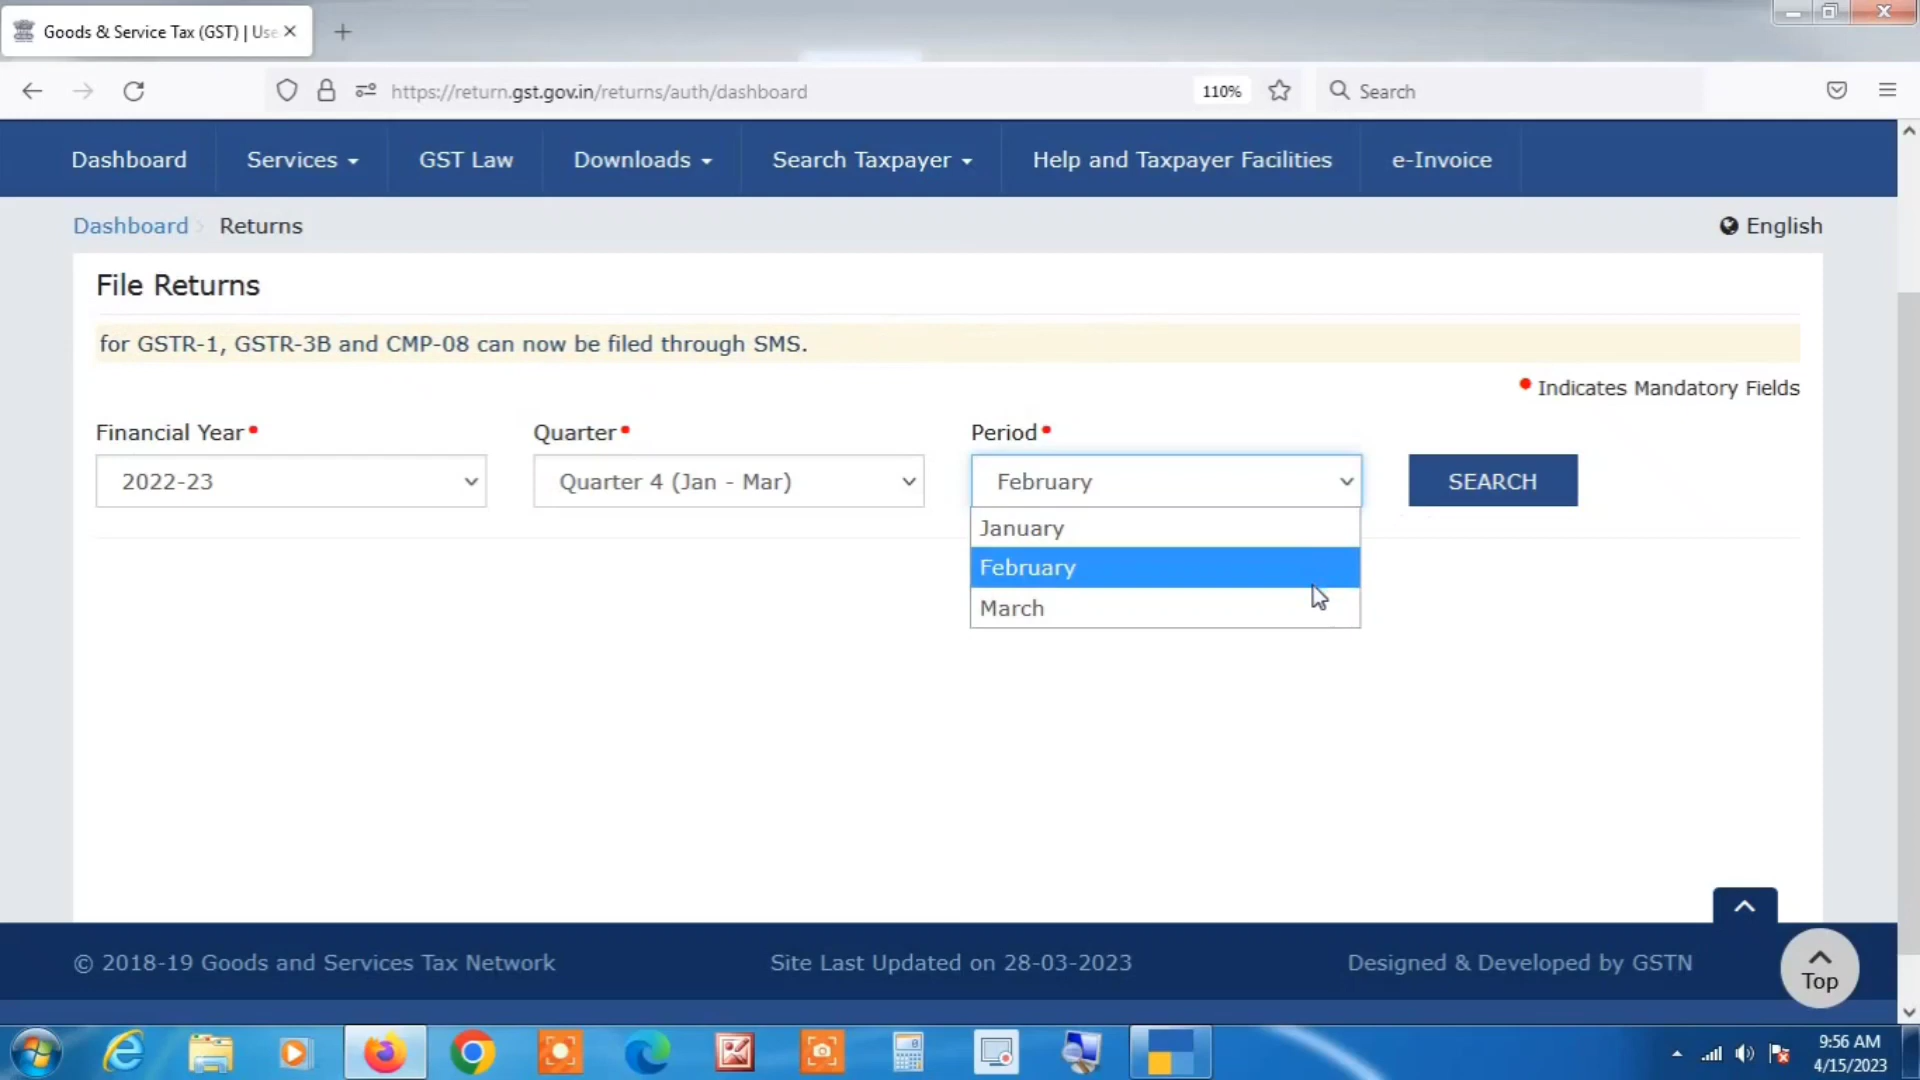 Goods & Service Tax (GST) | Use
https://return.gst.gov.in/returns/auth/dashboard
110%
Search
Dashboard
Services
GST Law
Downloads
Search Taxpayer
Help and Taxpayer Facilities
e-Invoice
Dashboard
Returns
English
File Returns
for GSTR-1, GSTR-3B and CMP-08 can now be filed through SMS.
• Indicates Mandatory Fields
Financial Year•
Quarter•
Period•
2022-23
Quarter 4 (Jan - Mar)
February
SEARCH
January
February
March
© 2018-19 Goods and Services Tax Network
Site Last Updated on 28-03-2023
Designed & Developed by GSTN
Top
9:56 AM
4/15/2023